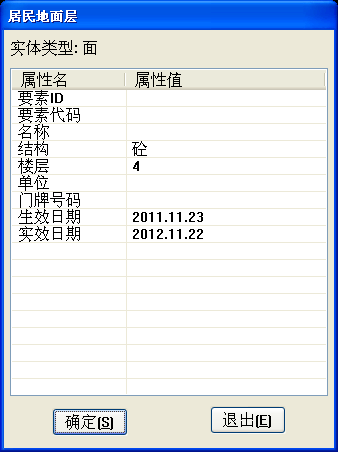 居民地面层
实体类型: 面
属性名 属性值
要素ID
要素代码
名称
结构 砼
楼层 4
单位
门牌号码
生效日期 2011.11.23
实效日期 2012.11.22
确定(S) 退出(E)